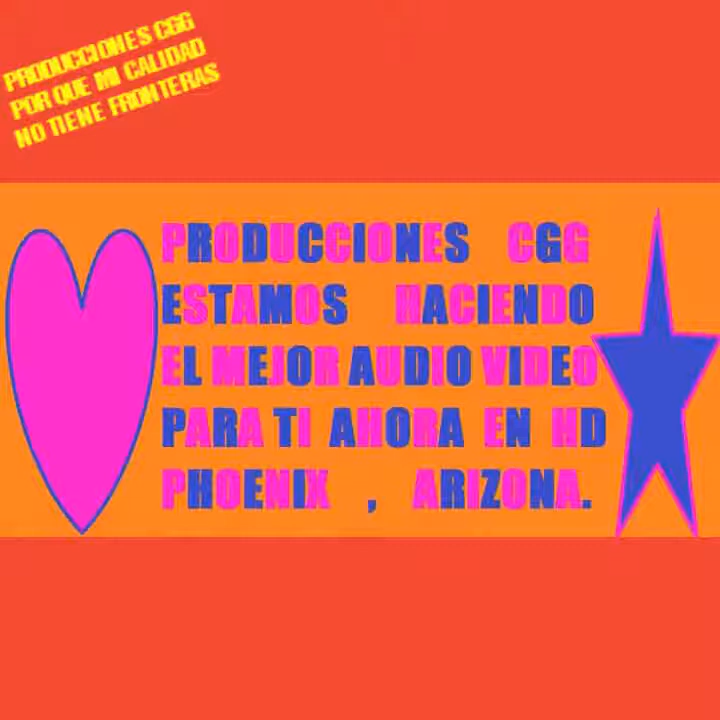 PRODUCCIONES CGG
POR QUE MI CALIDAD
NO TIENE FRONTERAS
PRODUCCIONES CGG
ESTAMOS HACIENDO
EL MEJOR AUDIO VIDEO
PARA TI AHORA EN HD
PHOENIX , ARIZONA.